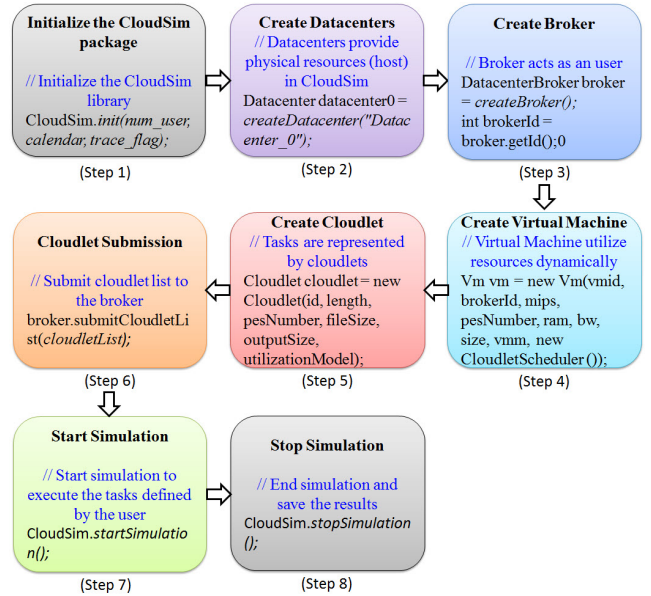 Initialize the CloudSim
package
// Initialize the CloudSim
library
CloudSim.init(num_user,
calendar, trace_flag);
(Step 1)
Create Datacenters
// Datacenters provide
physical resources (host)
in CloudSim
Datacenter datacenter0 =
createDatacenter("Datac
enter_0");
(Step 2)
Create Broker
// Broker acts as an user
DatacenterBroker broker
= createBroker();
int brokerId =
broker.getId();0
(Step 3)
Create Virtual Machine
// Virtual Machine utilize
resources dynamically
Vm vm = new Vm(vmid,
brokerId, mips,
pesNumber, ram, bw,
size, vmm, new
CloudletScheduler ());
(Step 4)
Create Cloudlet
// Tasks are represented
by cloudlets
Cloudlet cloudlet = new
Cloudlet(id, length,
pesNumber, fileSize,
outputSize,
utilizationModel);
(Step 5)
Cloudlet Submission
// Submit cloudlet list to
the broker
broker.submitCloudletLi
st(cloudletList);
(Step 6)
Start Simulation
// Start simulation to
execute the tasks defined
by the user
CloudSim.startSimulatio
n();
(Step 7)
Stop Simulation
// End simulation and
save the results
CloudSim.stopSimulation
();
(Step 8)